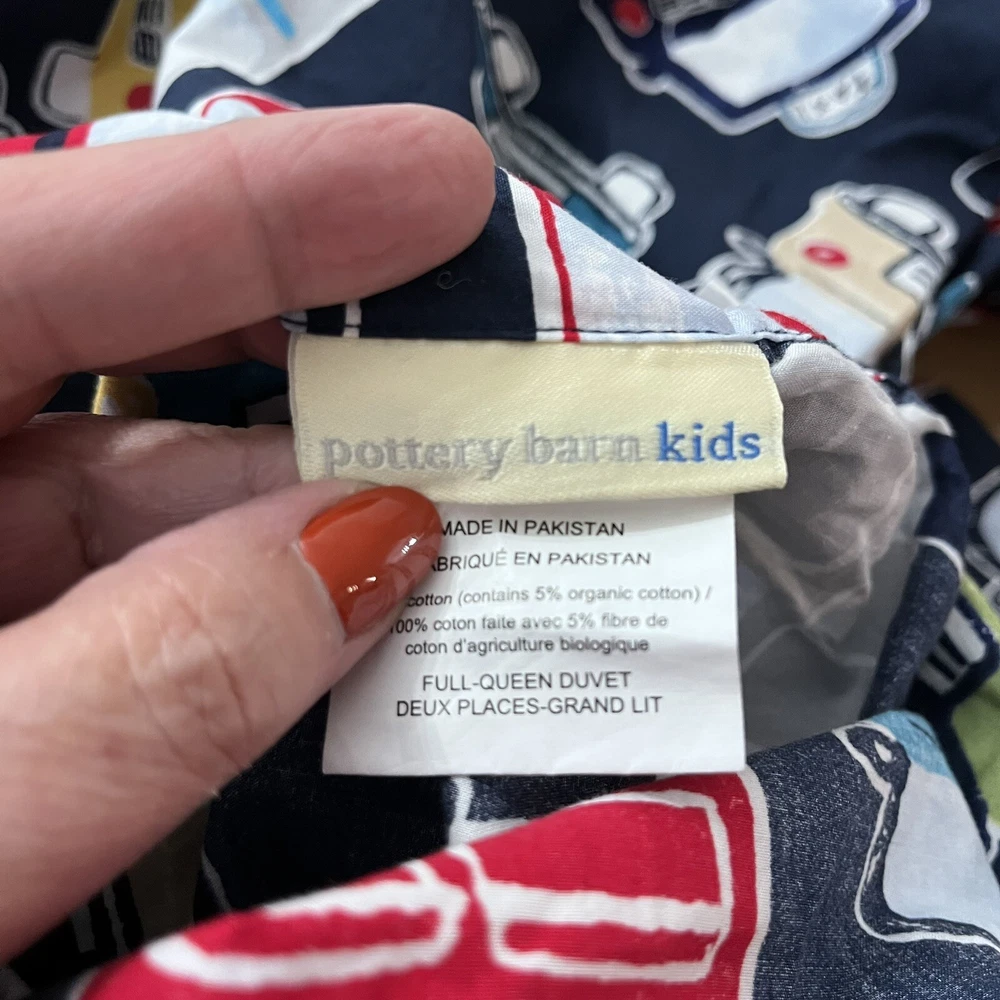 pottery barn kids
MADE IN PAKISTAN
BRIQUÉ EN PAKISTAN
cotton (contains 5% organic cotton) /
100% coton faite avec 5% fibre de
coton d'agriculture biologique
FULL-QUEEN DUVET
DEUX PLACES-GRAND LIT